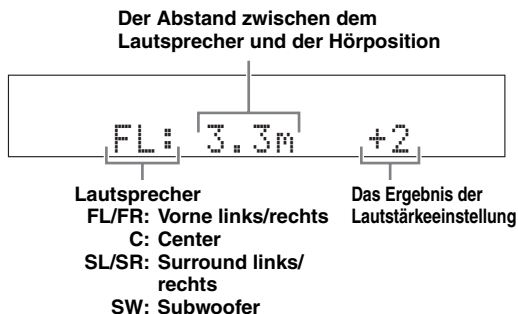 Der Abstand zwischen dem
Lautsprecher und der Hörposition
FL: 3.3m +2
Lautsprecher
FL/FR: Vorne links/rechts
C: Center
SL/SR: Surround links/
rechts
SW: Subwoofer
Das Ergebnis der
Lautstärkeeinstellung